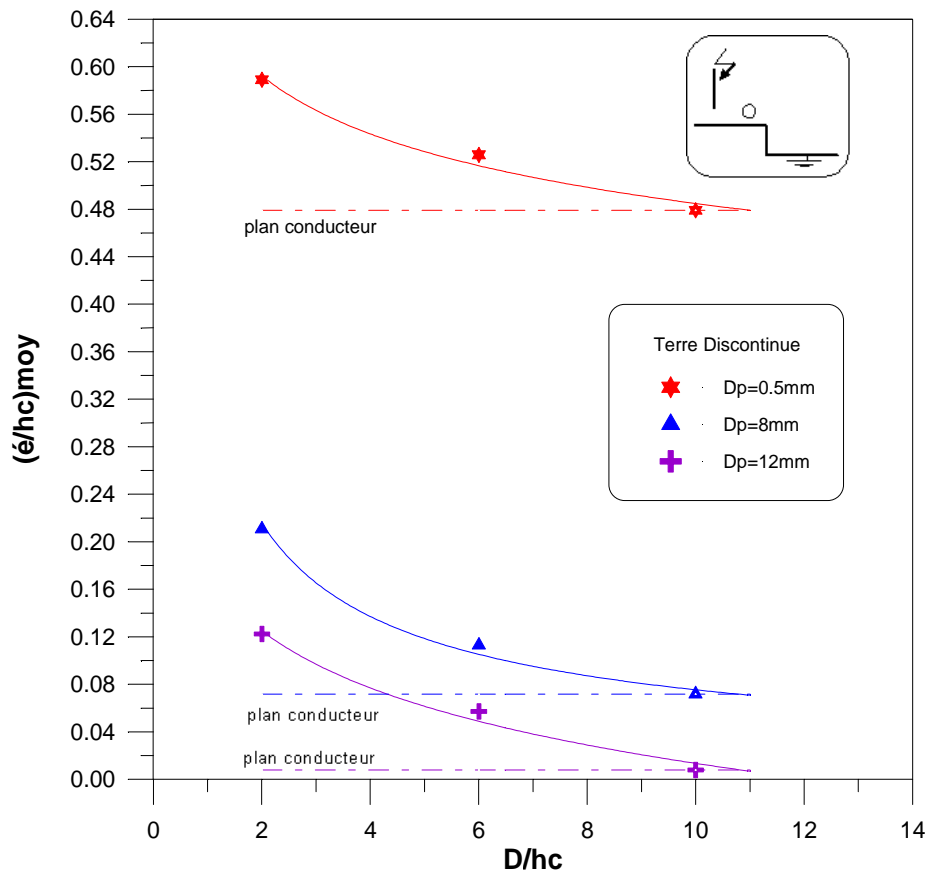 0.64
0.60
0.56
0.52
0.48
0.44
0.40
0.36
0.32
0.28
0.24
0.20
0.16
0.12
0.08
0.04
0.00
(é/hc)moy
plan conducteur
Terre Discontinue
Dp=0.5mm
Dp=8mm
Dp=12mm
plan conducteur
plan conducteur
0 2 4 6 8 10 12 14
D/hc